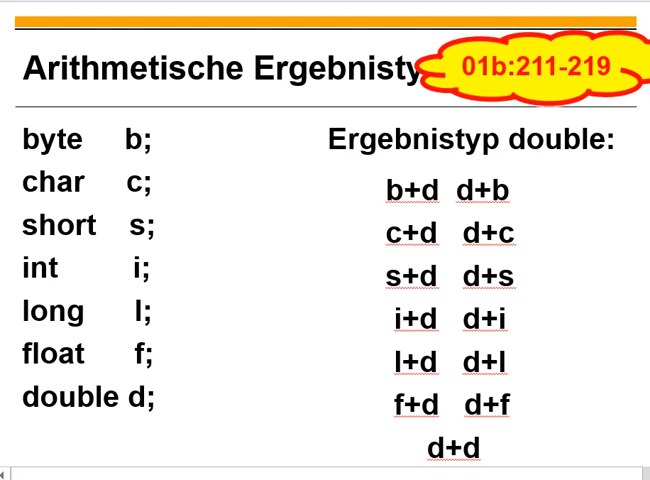 Arithmetische Ergebnisty
01b:211-219
byte b;
char c;
short s;
int i;
long l;
float f;
double d;
Ergebnistyp double:
b+d d+b
c+d d+c
s+d d+s
i+d d+i
l+d d+l
f+d d+f
d+d